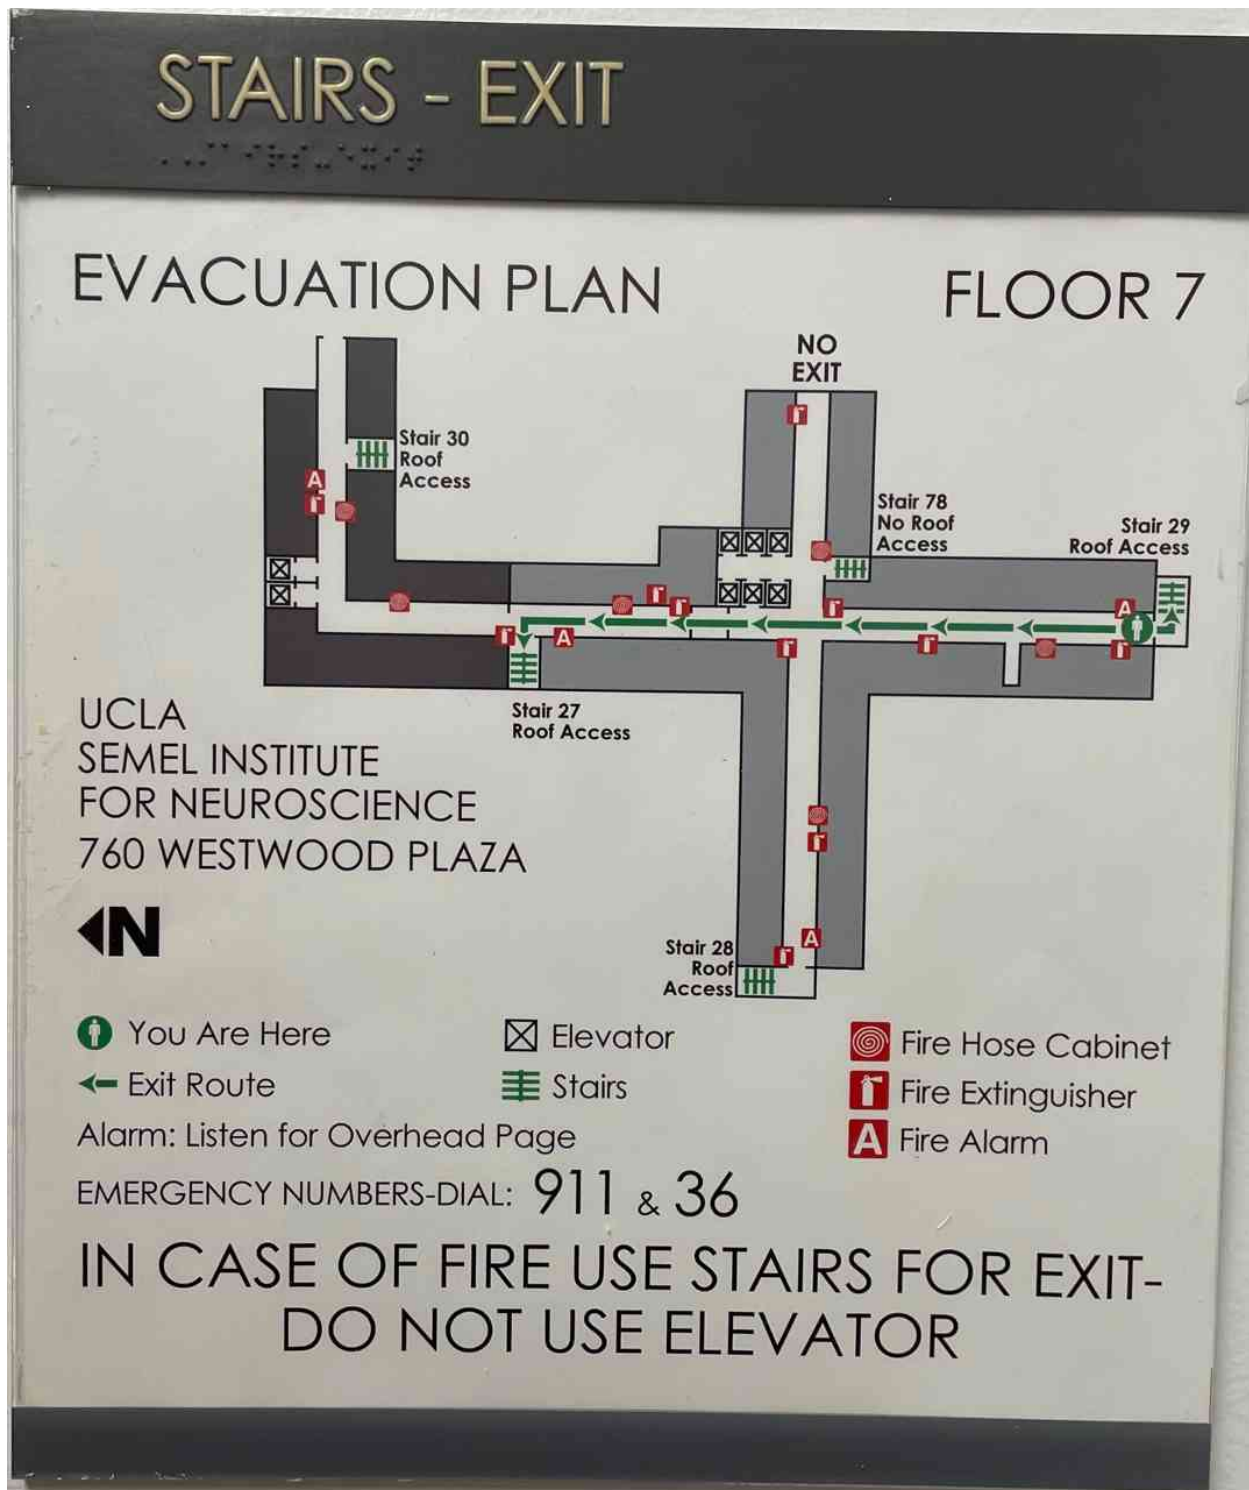 STAIRS - EXIT
EVACUATION PLAN
FLOOR 7
NO
EXIT
Stair 30
Roof
Access
A
Stair 78
No Roof
Access
Stair 29
Roof Access
A
A
Stair 27
Roof Access
UCLA
SEMEL INSTITUTE
FOR NEUROSCIENCE
760 WESTWOOD PLAZA
N
A
Stair 28
Roof
Access
You Are Here
Elevator
Fire Hose Cabinet
Exit Route
Stairs
Fire Extinguisher
Alarm: Listen for Overhead Page
A Fire Alarm
EMERGENCY NUMBERS-DIAL: 911 & 36
IN CASE OF FIRE USE STAIRS FOR EXIT-
DO NOT USE ELEVATOR